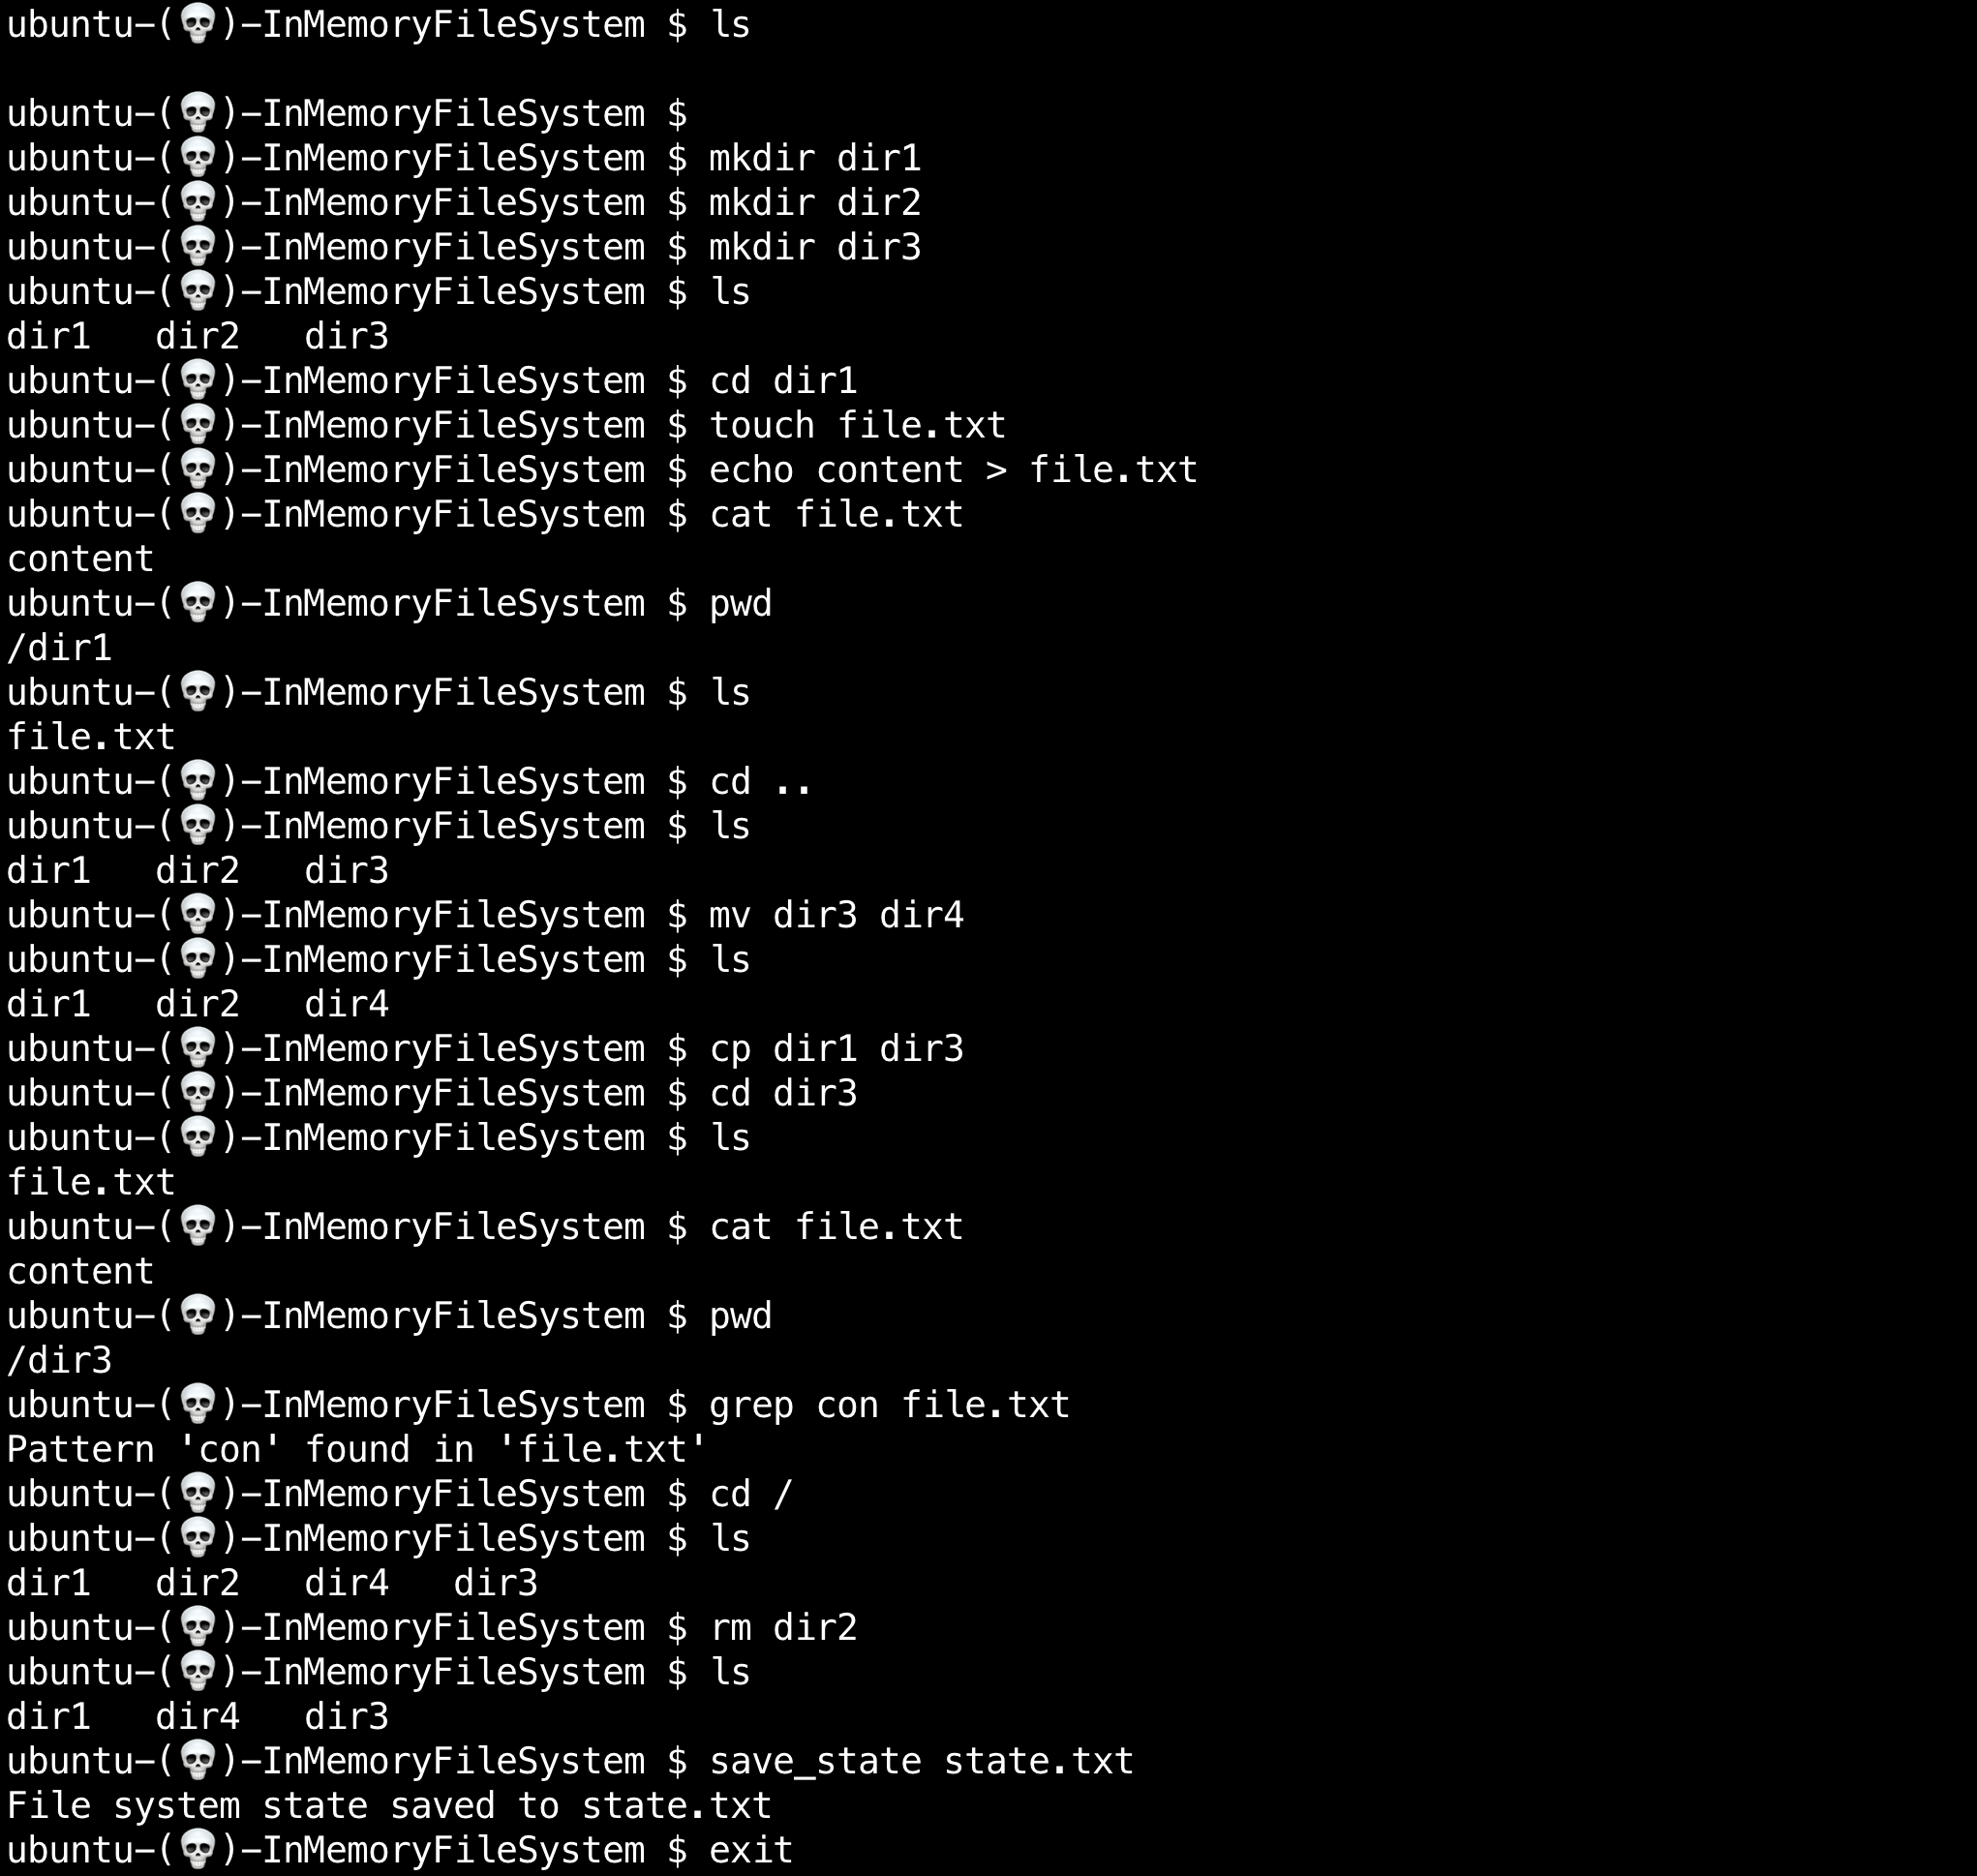 ubuntu-(💀)-InMemoryFileSystem $ ls
ubuntu-(💀)-InMemoryFileSystem $
ubuntu-(💀)-InMemoryFileSystem $ mkdir dir1
ubuntu-(💀)-InMemoryFileSystem $ mkdir dir2
ubuntu-(💀)-InMemoryFileSystem $ mkdir dir3
ubuntu-(💀)-InMemoryFileSystem $ ls
dir1   dir2   dir3
ubuntu-(💀)-InMemoryFileSystem $ cd dir1
ubuntu-(💀)-InMemoryFileSystem $ touch file.txt
ubuntu-(💀)-InMemoryFileSystem $ echo content > file.txt
ubuntu-(💀)-InMemoryFileSystem $ cat file.txt
content
ubuntu-(💀)-InMemoryFileSystem $ pwd
/dir1
ubuntu-(💀)-InMemoryFileSystem $ ls
file.txt
ubuntu-(💀)-InMemoryFileSystem $ cd ..
ubuntu-(💀)-InMemoryFileSystem $ ls
dir1   dir2   dir3
ubuntu-(💀)-InMemoryFileSystem $ mv dir3 dir4
ubuntu-(💀)-InMemoryFileSystem $ ls
dir1   dir2   dir4
ubuntu-(💀)-InMemoryFileSystem $ cp dir1 dir3
ubuntu-(💀)-InMemoryFileSystem $ cd dir3
ubuntu-(💀)-InMemoryFileSystem $ ls
file.txt
ubuntu-(💀)-InMemoryFileSystem $ cat file.txt
content
ubuntu-(💀)-InMemoryFileSystem $ pwd
/dir3
ubuntu-(💀)-InMemoryFileSystem $ grep con file.txt
Pattern 'con' found in 'file.txt'
ubuntu-(💀)-InMemoryFileSystem $ cd /
ubuntu-(💀)-InMemoryFileSystem $ ls
dir1   dir2   dir4   dir3
ubuntu-(💀)-InMemoryFileSystem $ rm dir2
ubuntu-(💀)-InMemoryFileSystem $ ls
dir1   dir4   dir3
ubuntu-(💀)-InMemoryFileSystem $ save_state state.txt
File system state saved to state.txt
ubuntu-(💀)-InMemoryFileSystem $ exit